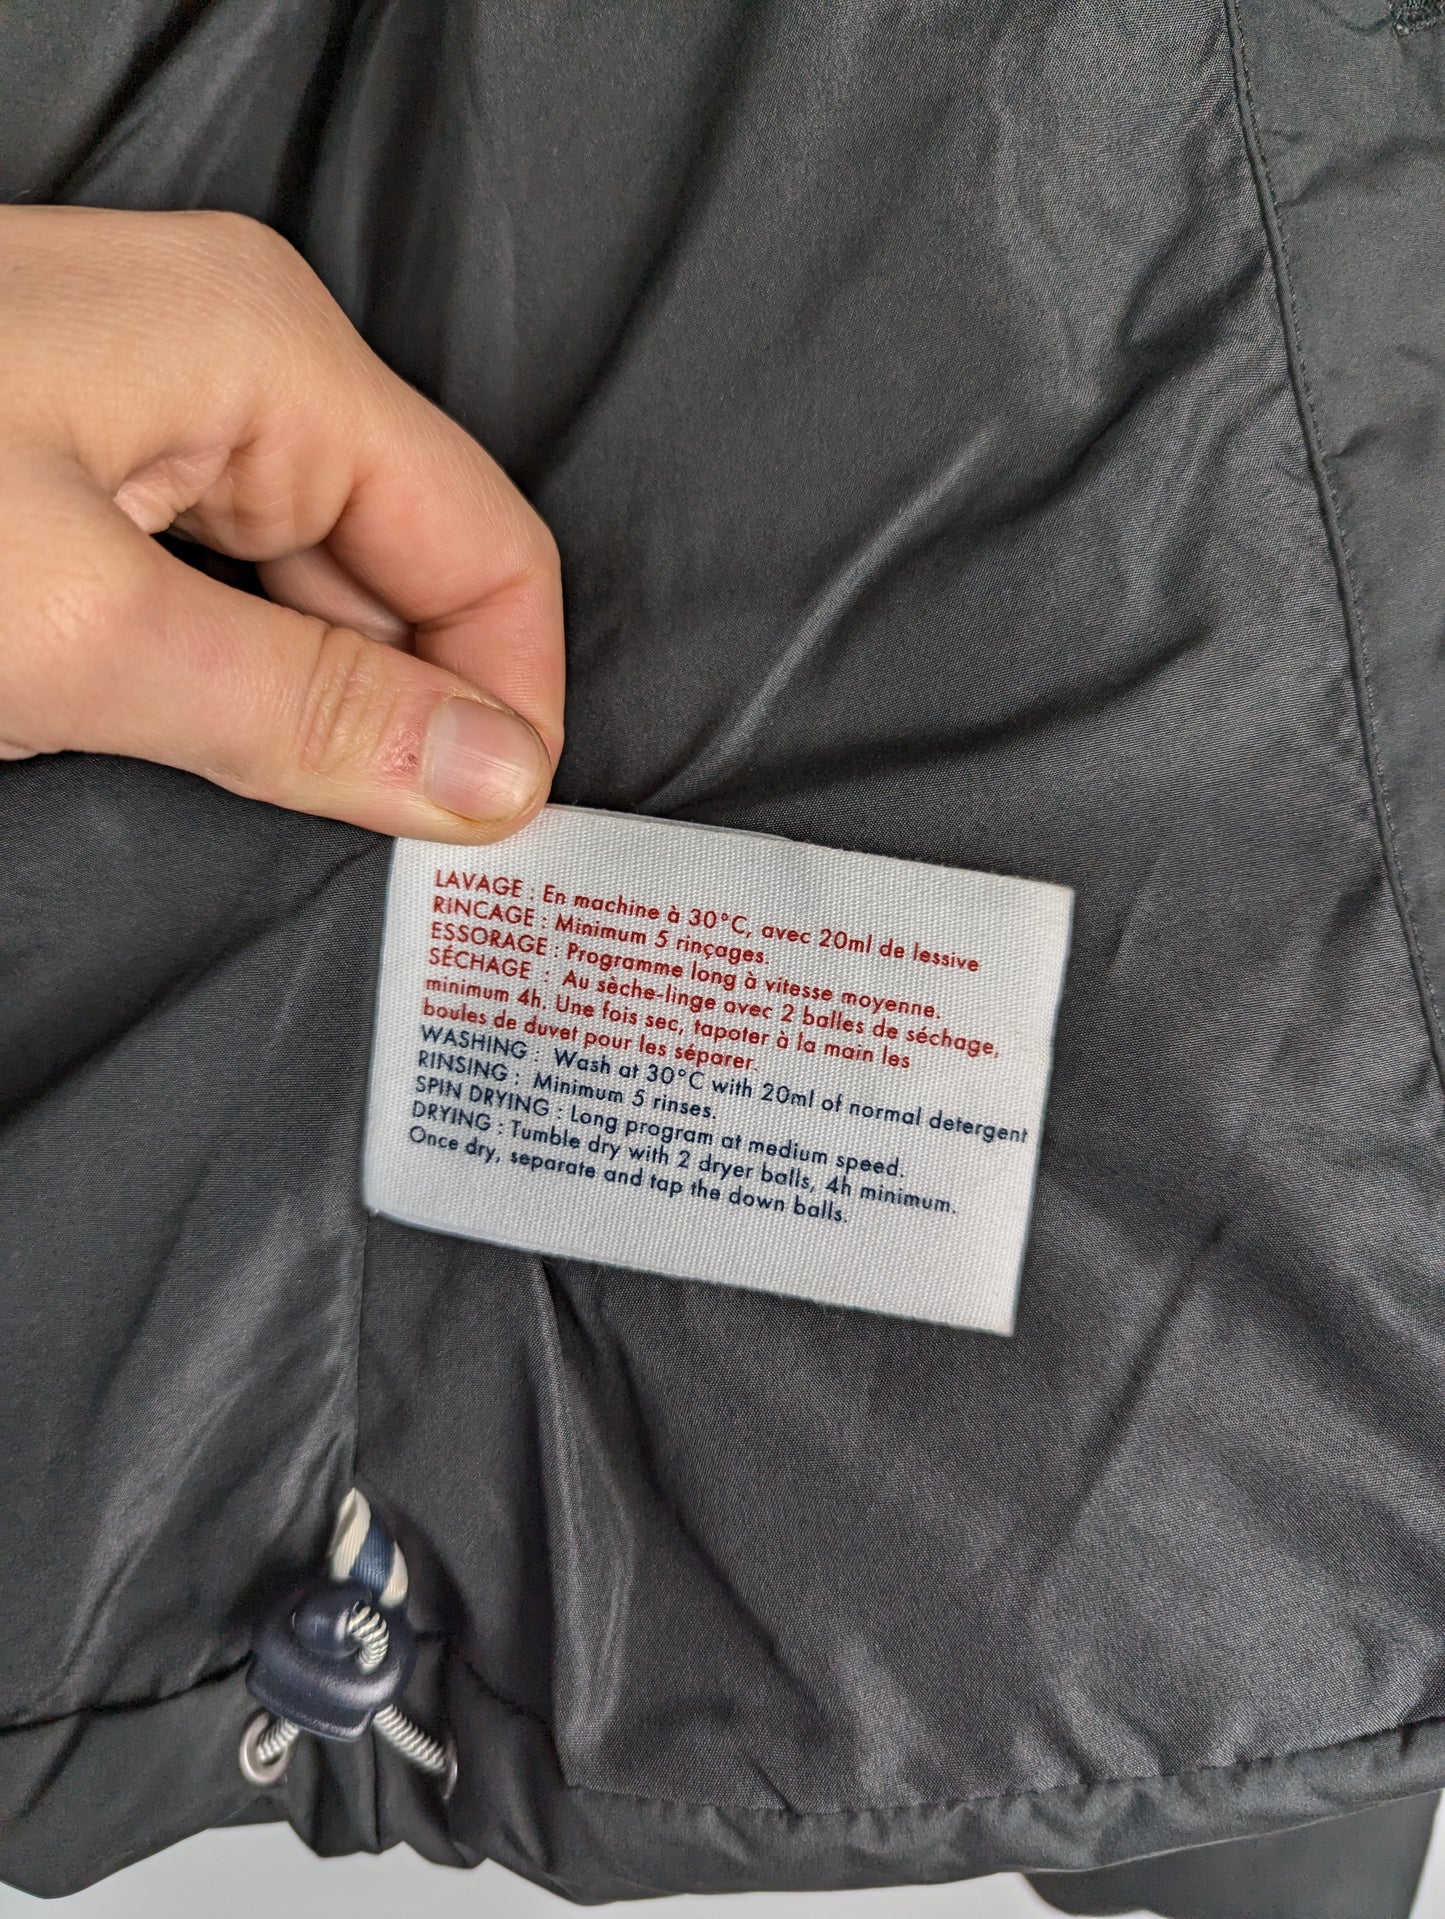 LAVAGE : En machine à 30°C, avec 20ml de lessive
RINCAGE : Minimum 5 rinçages.
ESSORAGE : Programme long à vitesse moyenne.
SÉCHAGE : Au sèche-linge avec 2 balles de séchage,
minimum 4h. Une fois sec, tapoter à la main les
boules de duvet pour les séparer.
WASHING : Wash at 30°C with 20ml of normal detergent
RINSING : Minimum 5 rinses.
SPIN DRYING : Long program at medium speed.
DRYING : Tumble dry with 2 dryer balls, 4h minimum.
Once dry, separate and tap the down balls.